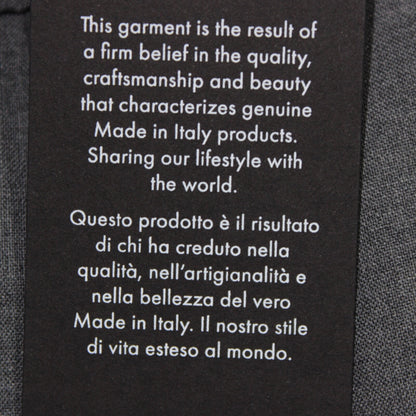 This garment is the result of
a firm belief in the quality,
craftsmanship and beauty
that characterizes genuine
Made in Italy products.
Sharing our lifestyle with
the world.
Questo prodotto è il risultato
di chi ha creduto nella
qualità, nell'artigianalità e
nella bellezza del vero
Made in Italy. Il nostro stile
di vita esteso al mondo.